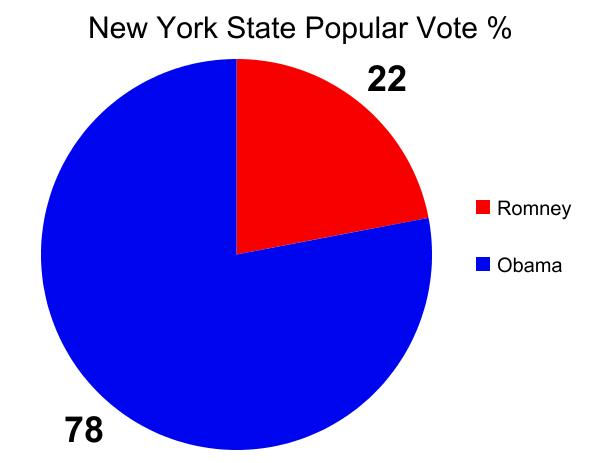 New York State Popular Vote %
22
Romney
Obama
78